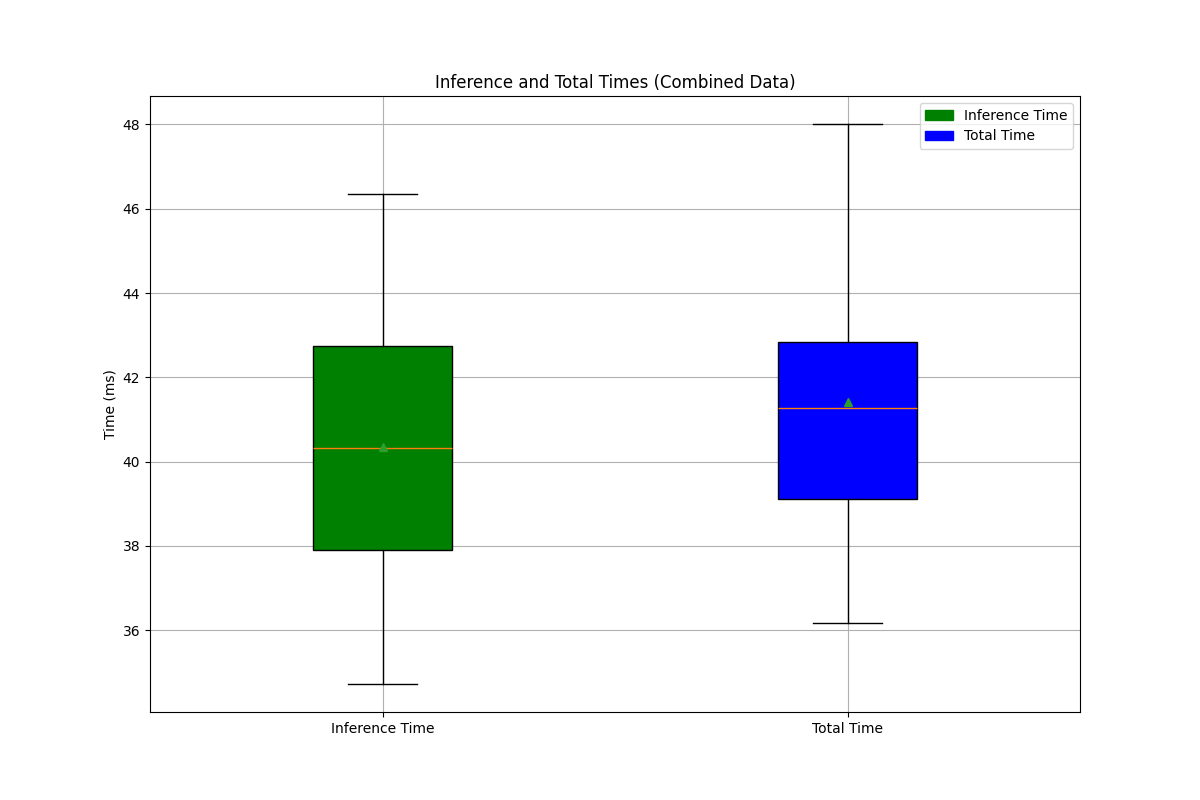 Inference and Total Times (Combined Data)
Inference Time
Total Time
48
46
44
42
40
38
36
Time (ms)
Inference Time
Total Time